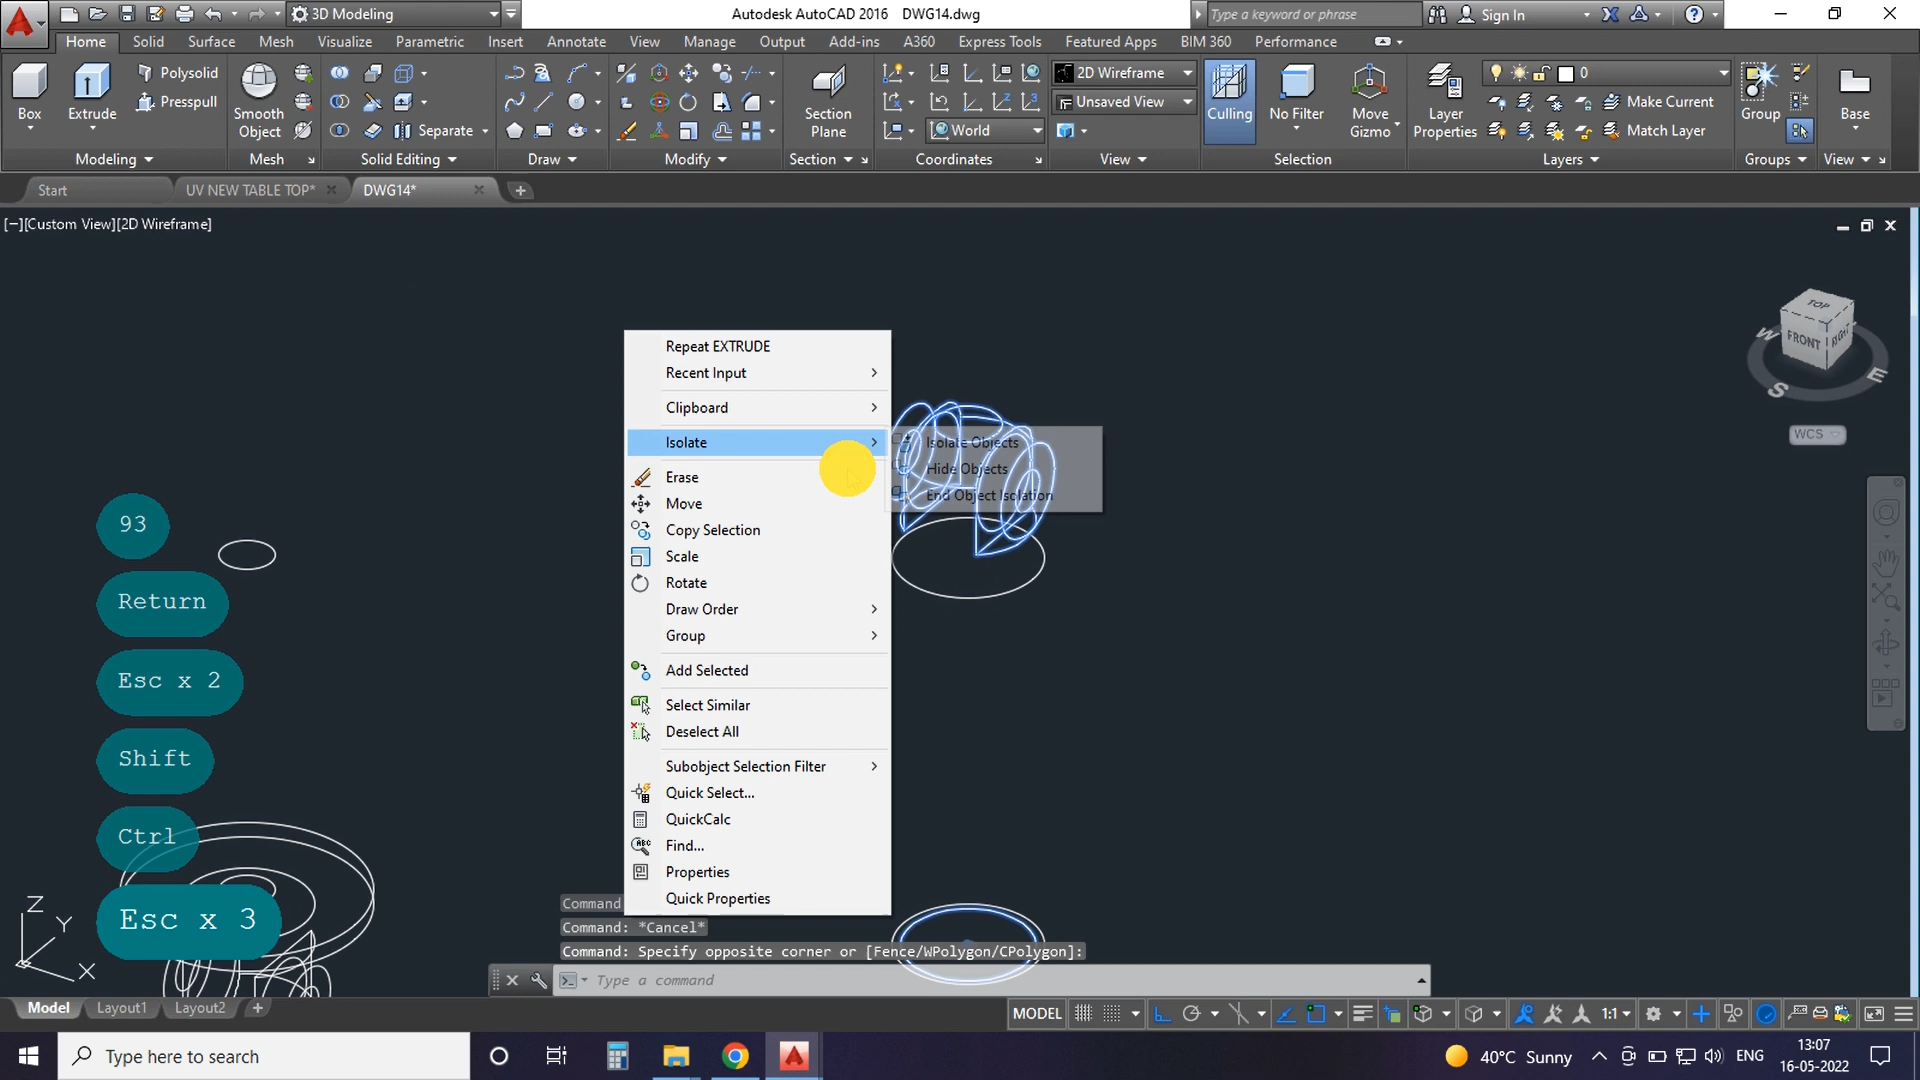 3D Modeling
Autodesk AutoCAD 2016 DWG14.dwg
Type a keyword or phrase
Sign In
Home Solid Surface Mesh Visualize Parametric Insert Annotate View Manage Output Add-ins A360 Express Tools Featured Apps BIM 360 Performance
Box
Extrude
Polysolid
Presspull
Smooth
Object
Separate
Section
Plane
World
2D Wireframe
Unsaved View
Culling
No Filter
Move
Gizmo
Layer
Properties
0
Make Current
Match Layer
Group
Base
Modeling Mesh Solid Editing Draw Modify Section Coordinates View Selection Layers Groups View
Start
UV NEW TABLE TOP*
DWG14*
[−][Custom View][2D Wireframe]
TOP
FRONT
RIGHT
W
S
E
WCS
Repeat EXTRUDE
Recent Input
Clipboard
Isolate
Isolate Objects
Hide Objects
End Object Isolation
Erase
Move
Copy Selection
Scale
Rotate
Draw Order
Group
Add Selected
Select Similar
Deselect All
Subobject Selection Filter
Quick Select...
QuickCalc
Find...
Properties
Quick Properties
93
Return
Esc x 2
Shift
Ctrl
Esc x 3
Z
Y
X
Command
Command: *Cancel*
Command: Specify opposite corner or [Fence/WPolygon/CPolygon]:
Type a command
Model Layout1 Layout2
MODEL
1:1
Type here to search
40°C Sunny
ENG
13:07
16-05-2022